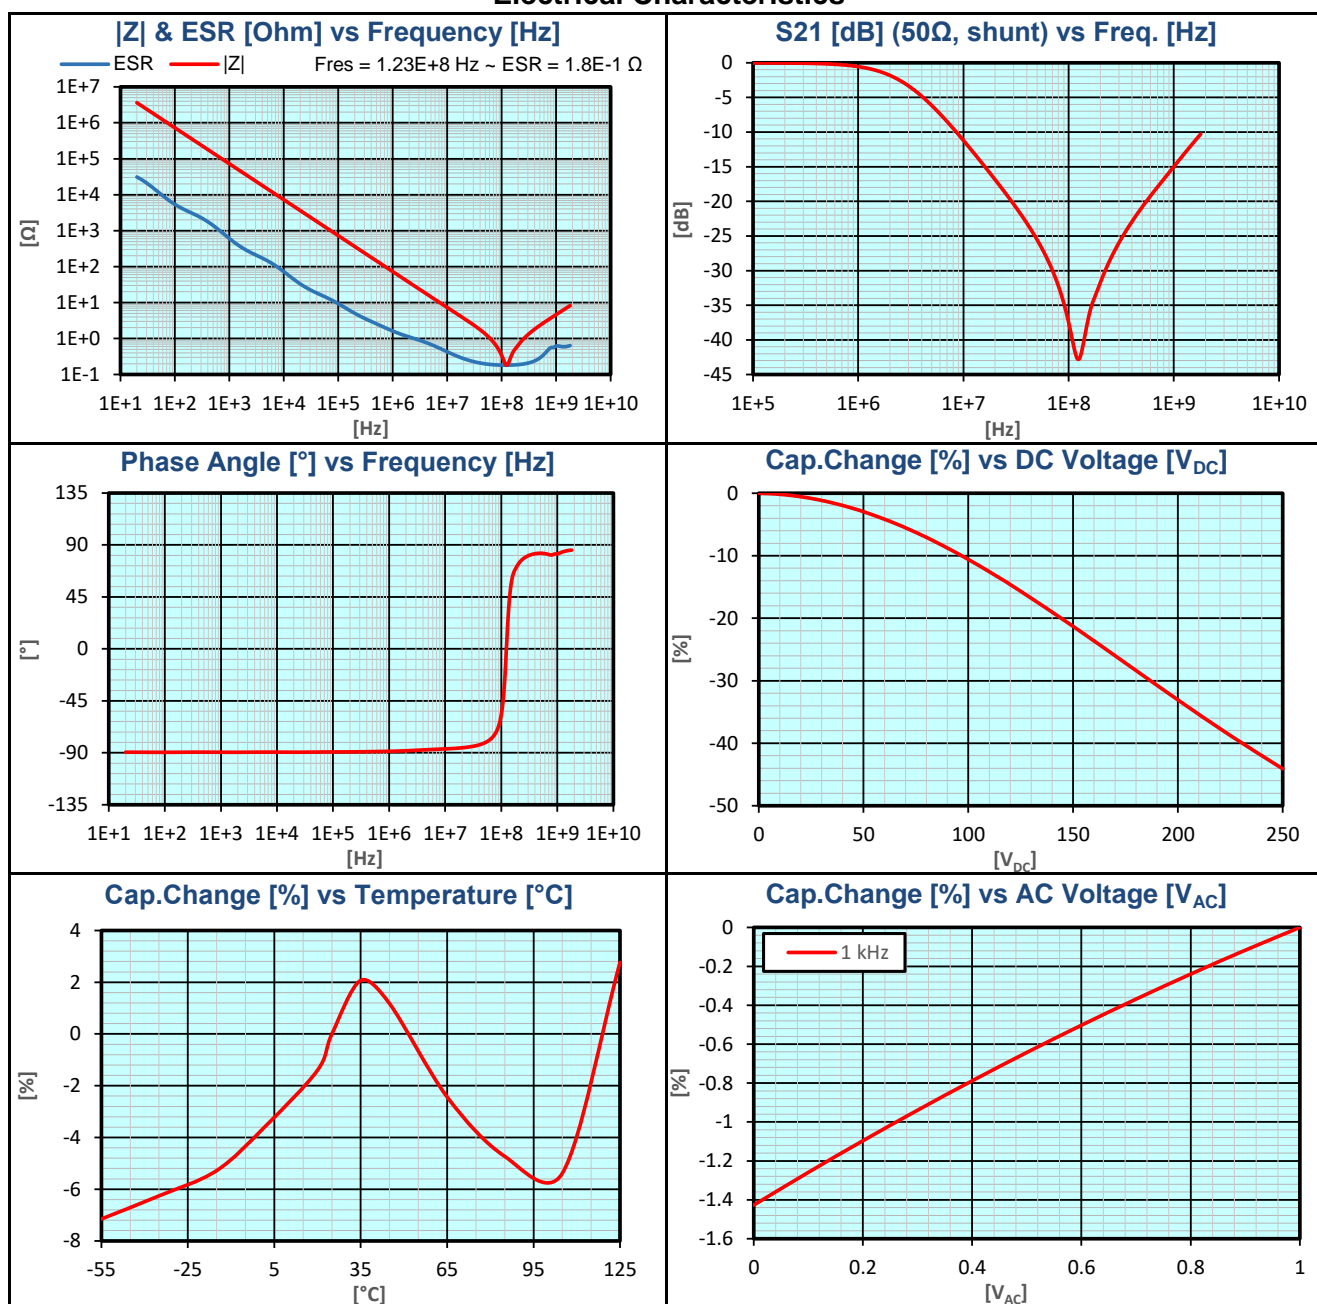 Electrical Characteristics
|Z| & ESR [Ohm] vs Frequency [Hz]
ESR |Z| Fres = 1.23E+8 Hz ~ ESR = 1.8E-1 Ω
1E+7
1E+6
1E+5
1E+4
1E+3
1E+2
1E+1
1E+0
1E-1
[Ω]
1E+1 1E+2 1E+3 1E+4 1E+5 1E+6 1E+7 1E+8 1E+9 1E+10
[Hz]
S21 [dB] (50Ω, shunt) vs Freq. [Hz]
0
-5
-10
-15
-20
-25
-30
-35
-40
-45
[dB]
1E+5 1E+6 1E+7 1E+8 1E+9 1E+10
[Hz]
Phase Angle [°] vs Frequency [Hz]
135
90
45
0
-45
-90
-135
[°]
1E+1 1E+2 1E+3 1E+4 1E+5 1E+6 1E+7 1E+8 1E+9 1E+10
[Hz]
Cap.Change [%] vs DC Voltage [VDC]
0
-10
-20
-30
-40
-50
[%]
0 50 100 150 200 250
[VDC]
Cap.Change [%] vs Temperature [°C]
4
2
0
-2
-4
-6
-8
[%]
-55 -25 5 35 65 95 125
[°C]
Cap.Change [%] vs AC Voltage [VAC]
1 kHz
0
-0.2
-0.4
-0.6
-0.8
-1
-1.2
-1.4
-1.6
[%]
0 0.2 0.4 0.6 0.8 1
[VAC]